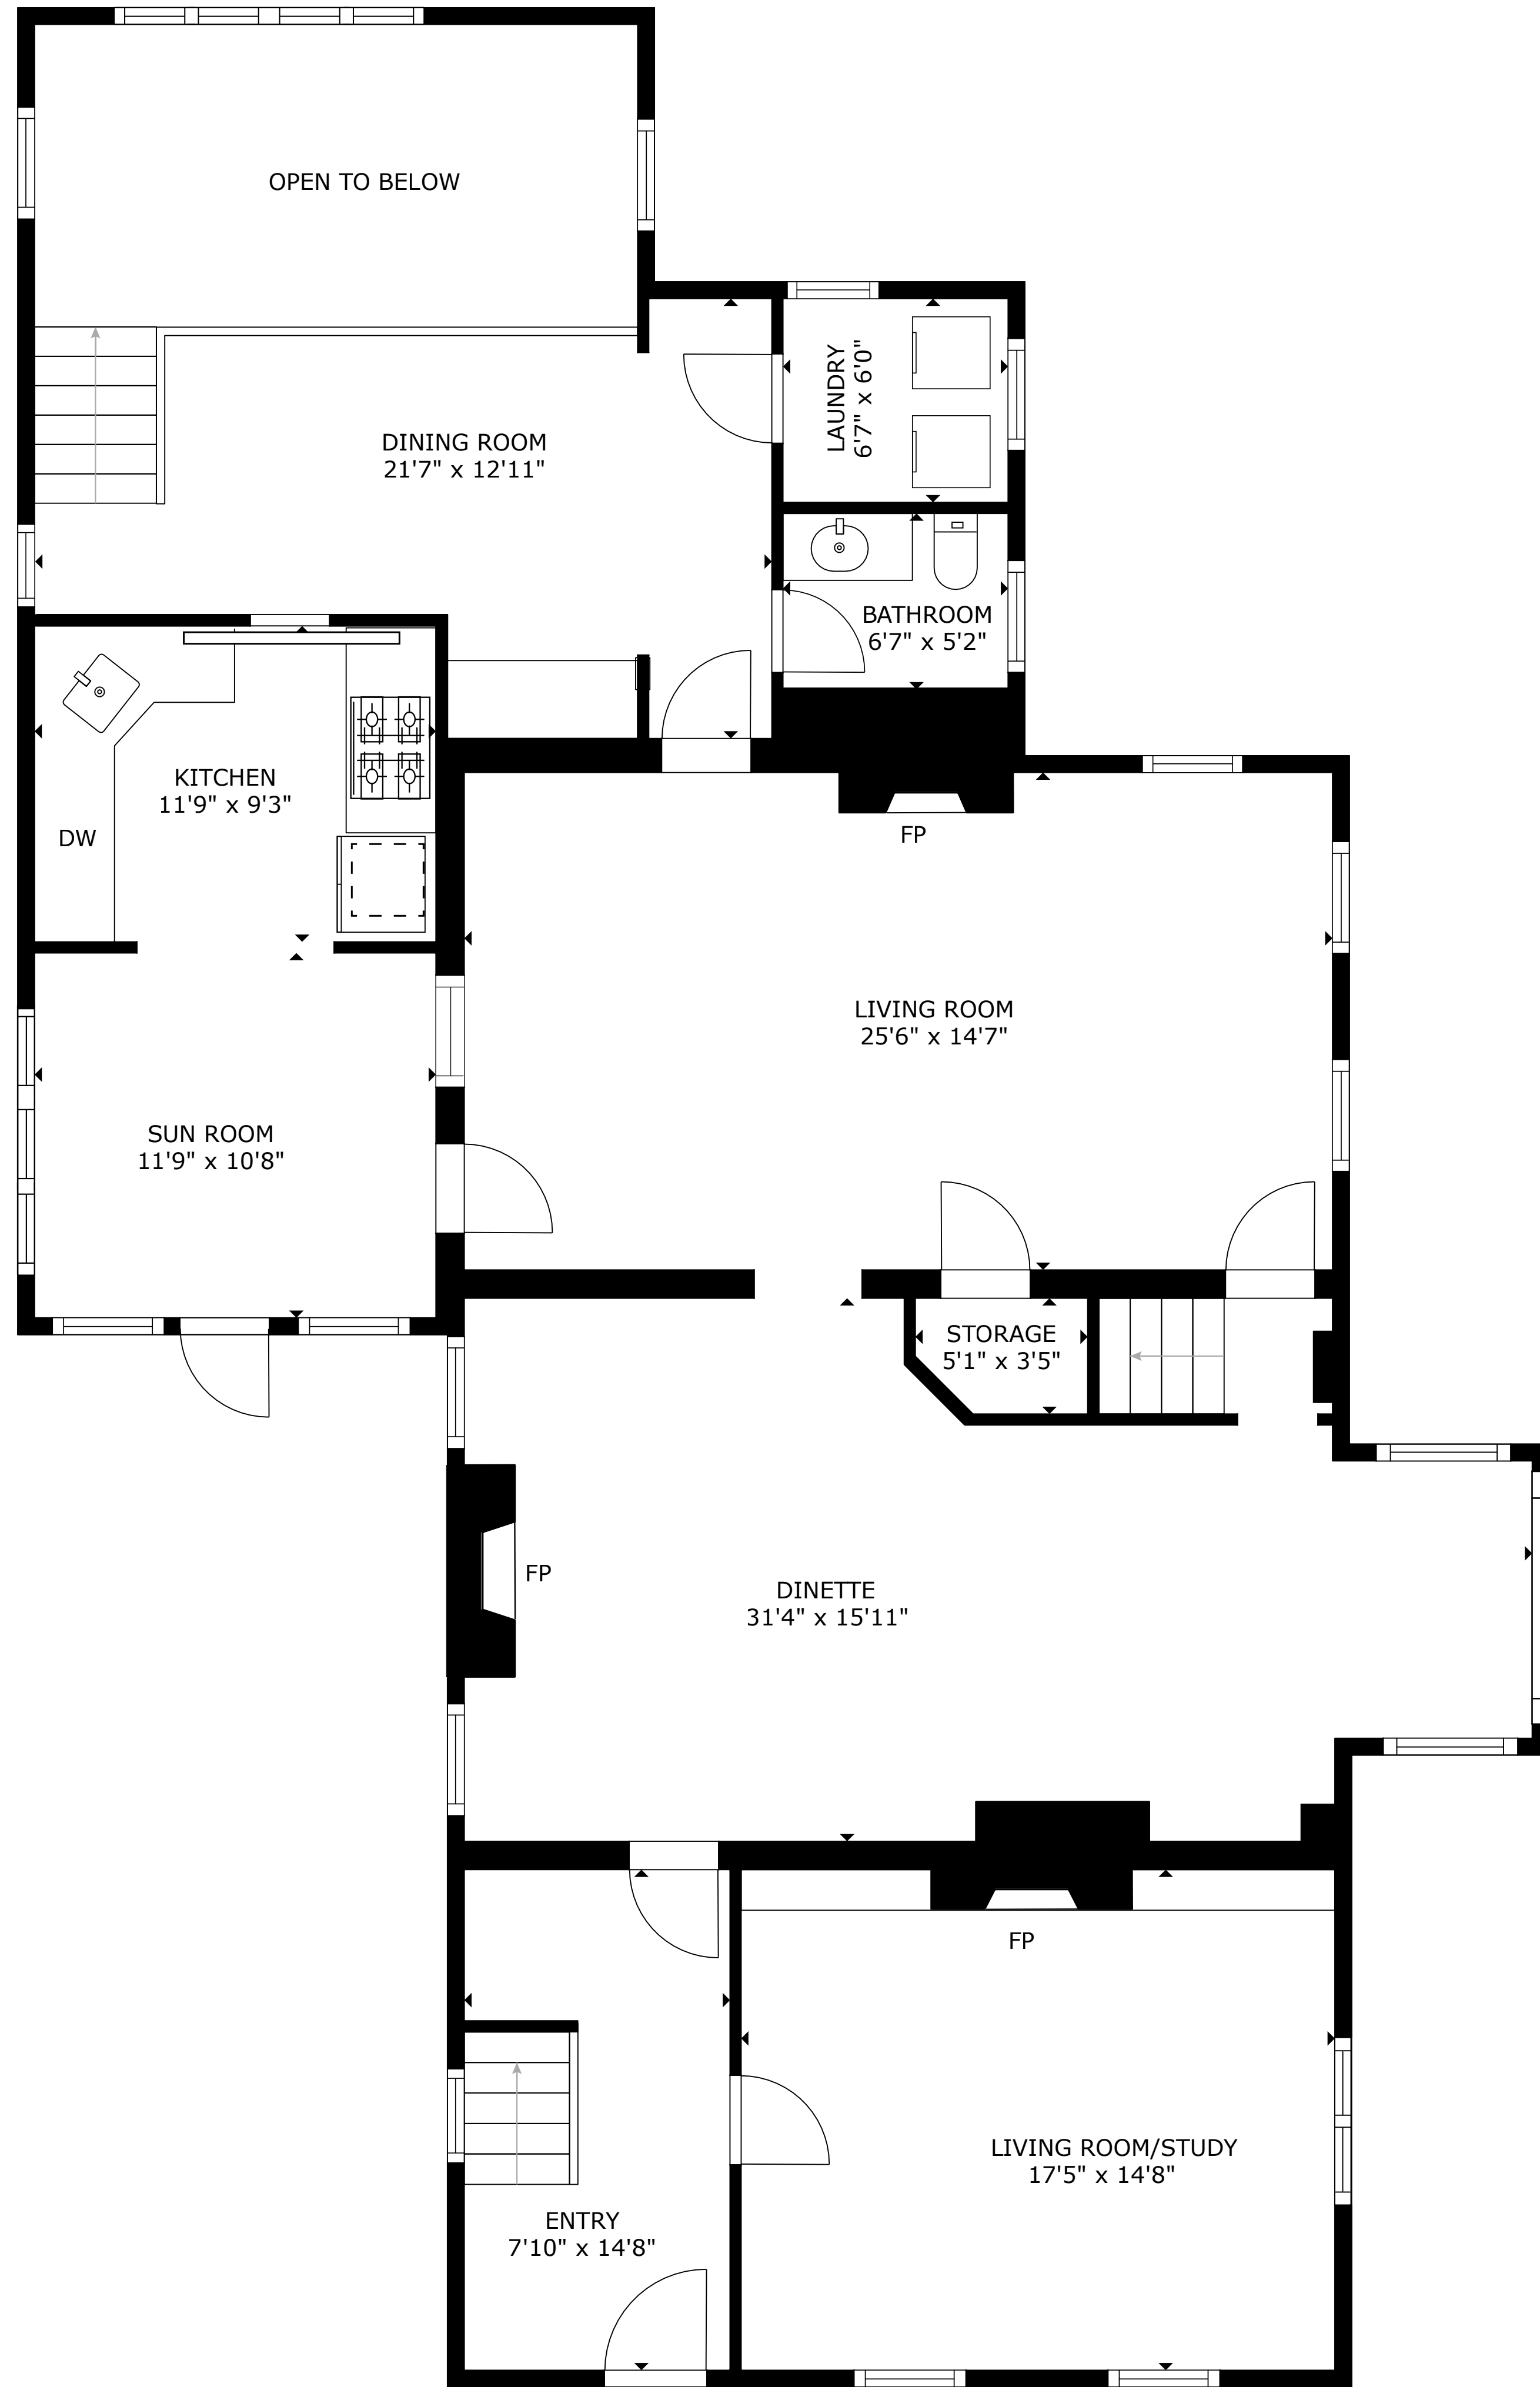 OPEN TO BELOW
DINING ROOM
21'7" x 12'11"
LAUNDRY
6'7" x 6'0"
BATHROOM
6'7" x 5'2"
KITCHEN
11'9" x 9'3"
DW
FP
LIVING ROOM
25'6" x 14'7"
SUN ROOM
11'9" x 10'8"
STORAGE
5'1" x 3'5"
FP
DINETTE
31'4" x 15'11"
FP
LIVING ROOM/STUDY
17'5" x 14'8"
ENTRY
7'10" x 14'8"